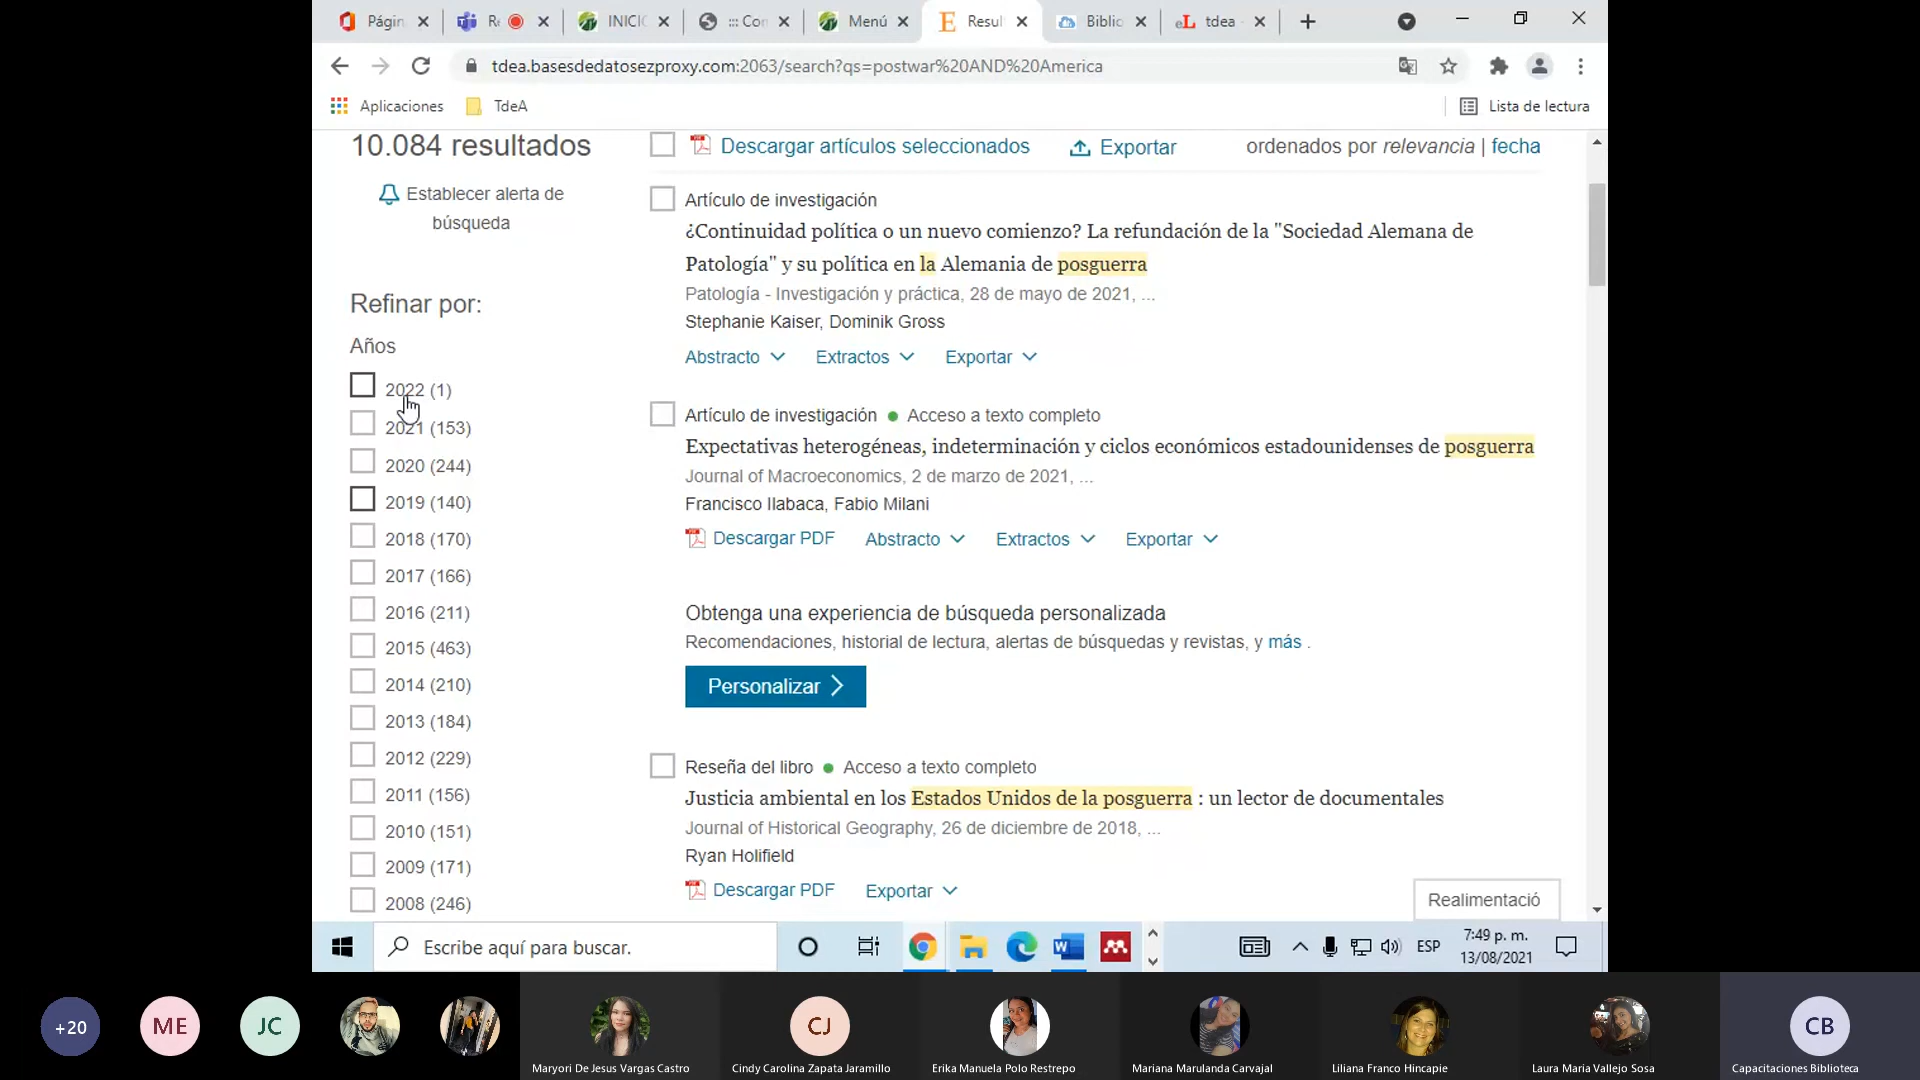 Págin
Re
INICIO
::: Con
Menú
Resul
Biblio
tdea
tdea.basesdedatosezproxy.com:2063/search?qs=postwar%20AND%20America
Aplicaciones
TdeA
Lista de lectura
10.084 resultados
Establecer alerta de
búsqueda
Refinar por:
Años
2022 (1)
2021 (153)
2020 (244)
2019 (140)
2018 (170)
2017 (166)
2016 (211)
2015 (463)
2014 (210)
2013 (184)
2012 (229)
2011 (156)
2010 (151)
2009 (171)
2008 (246)
Descargar artículos seleccionados
Exportar
ordenados por relevancia | fecha
Artículo de investigación
¿Continuidad política o un nuevo comienzo? La refundación de la "Sociedad Alemana de
Patología" y su política en la Alemania de posguerra
Patología - Investigación y práctica, 28 de mayo de 2021, ...
Stephanie Kaiser, Dominik Gross
Abstracto Extractos Exportar
Artículo de investigación Acceso a texto completo
Expectativas heterogéneas, indeterminación y ciclos económicos estadounidenses de posguerra
Journal of Macroeconomics, 2 de marzo de 2021, ...
Francisco Ilabaca, Fabio Milani
Descargar PDF Abstracto Extractos Exportar
Obtenga una experiencia de búsqueda personalizada
Recomendaciones, historial de lectura, alertas de búsquedas y revistas, y más .
Personalizar
Reseña del libro Acceso a texto completo
Justicia ambiental en los Estados Unidos de la posguerra : un lector de documentales
Journal of Historical Geography, 26 de diciembre de 2018, ...
Ryan Holifield
Descargar PDF Exportar
Realimentació
Escribe aquí para buscar.
ESP
7:49 p. m.
13/08/2021
+20
ME
JC
CJ
CB
Maryori De Jesus Vargas Castro
Cindy Carolina Zapata Jaramillo
Erika Manuela Polo Restrepo
Mariana Marulanda Carvajal
Liliana Franco Hincapie
Laura Maria Vallejo Sosa
Capacitaciones Biblioteca